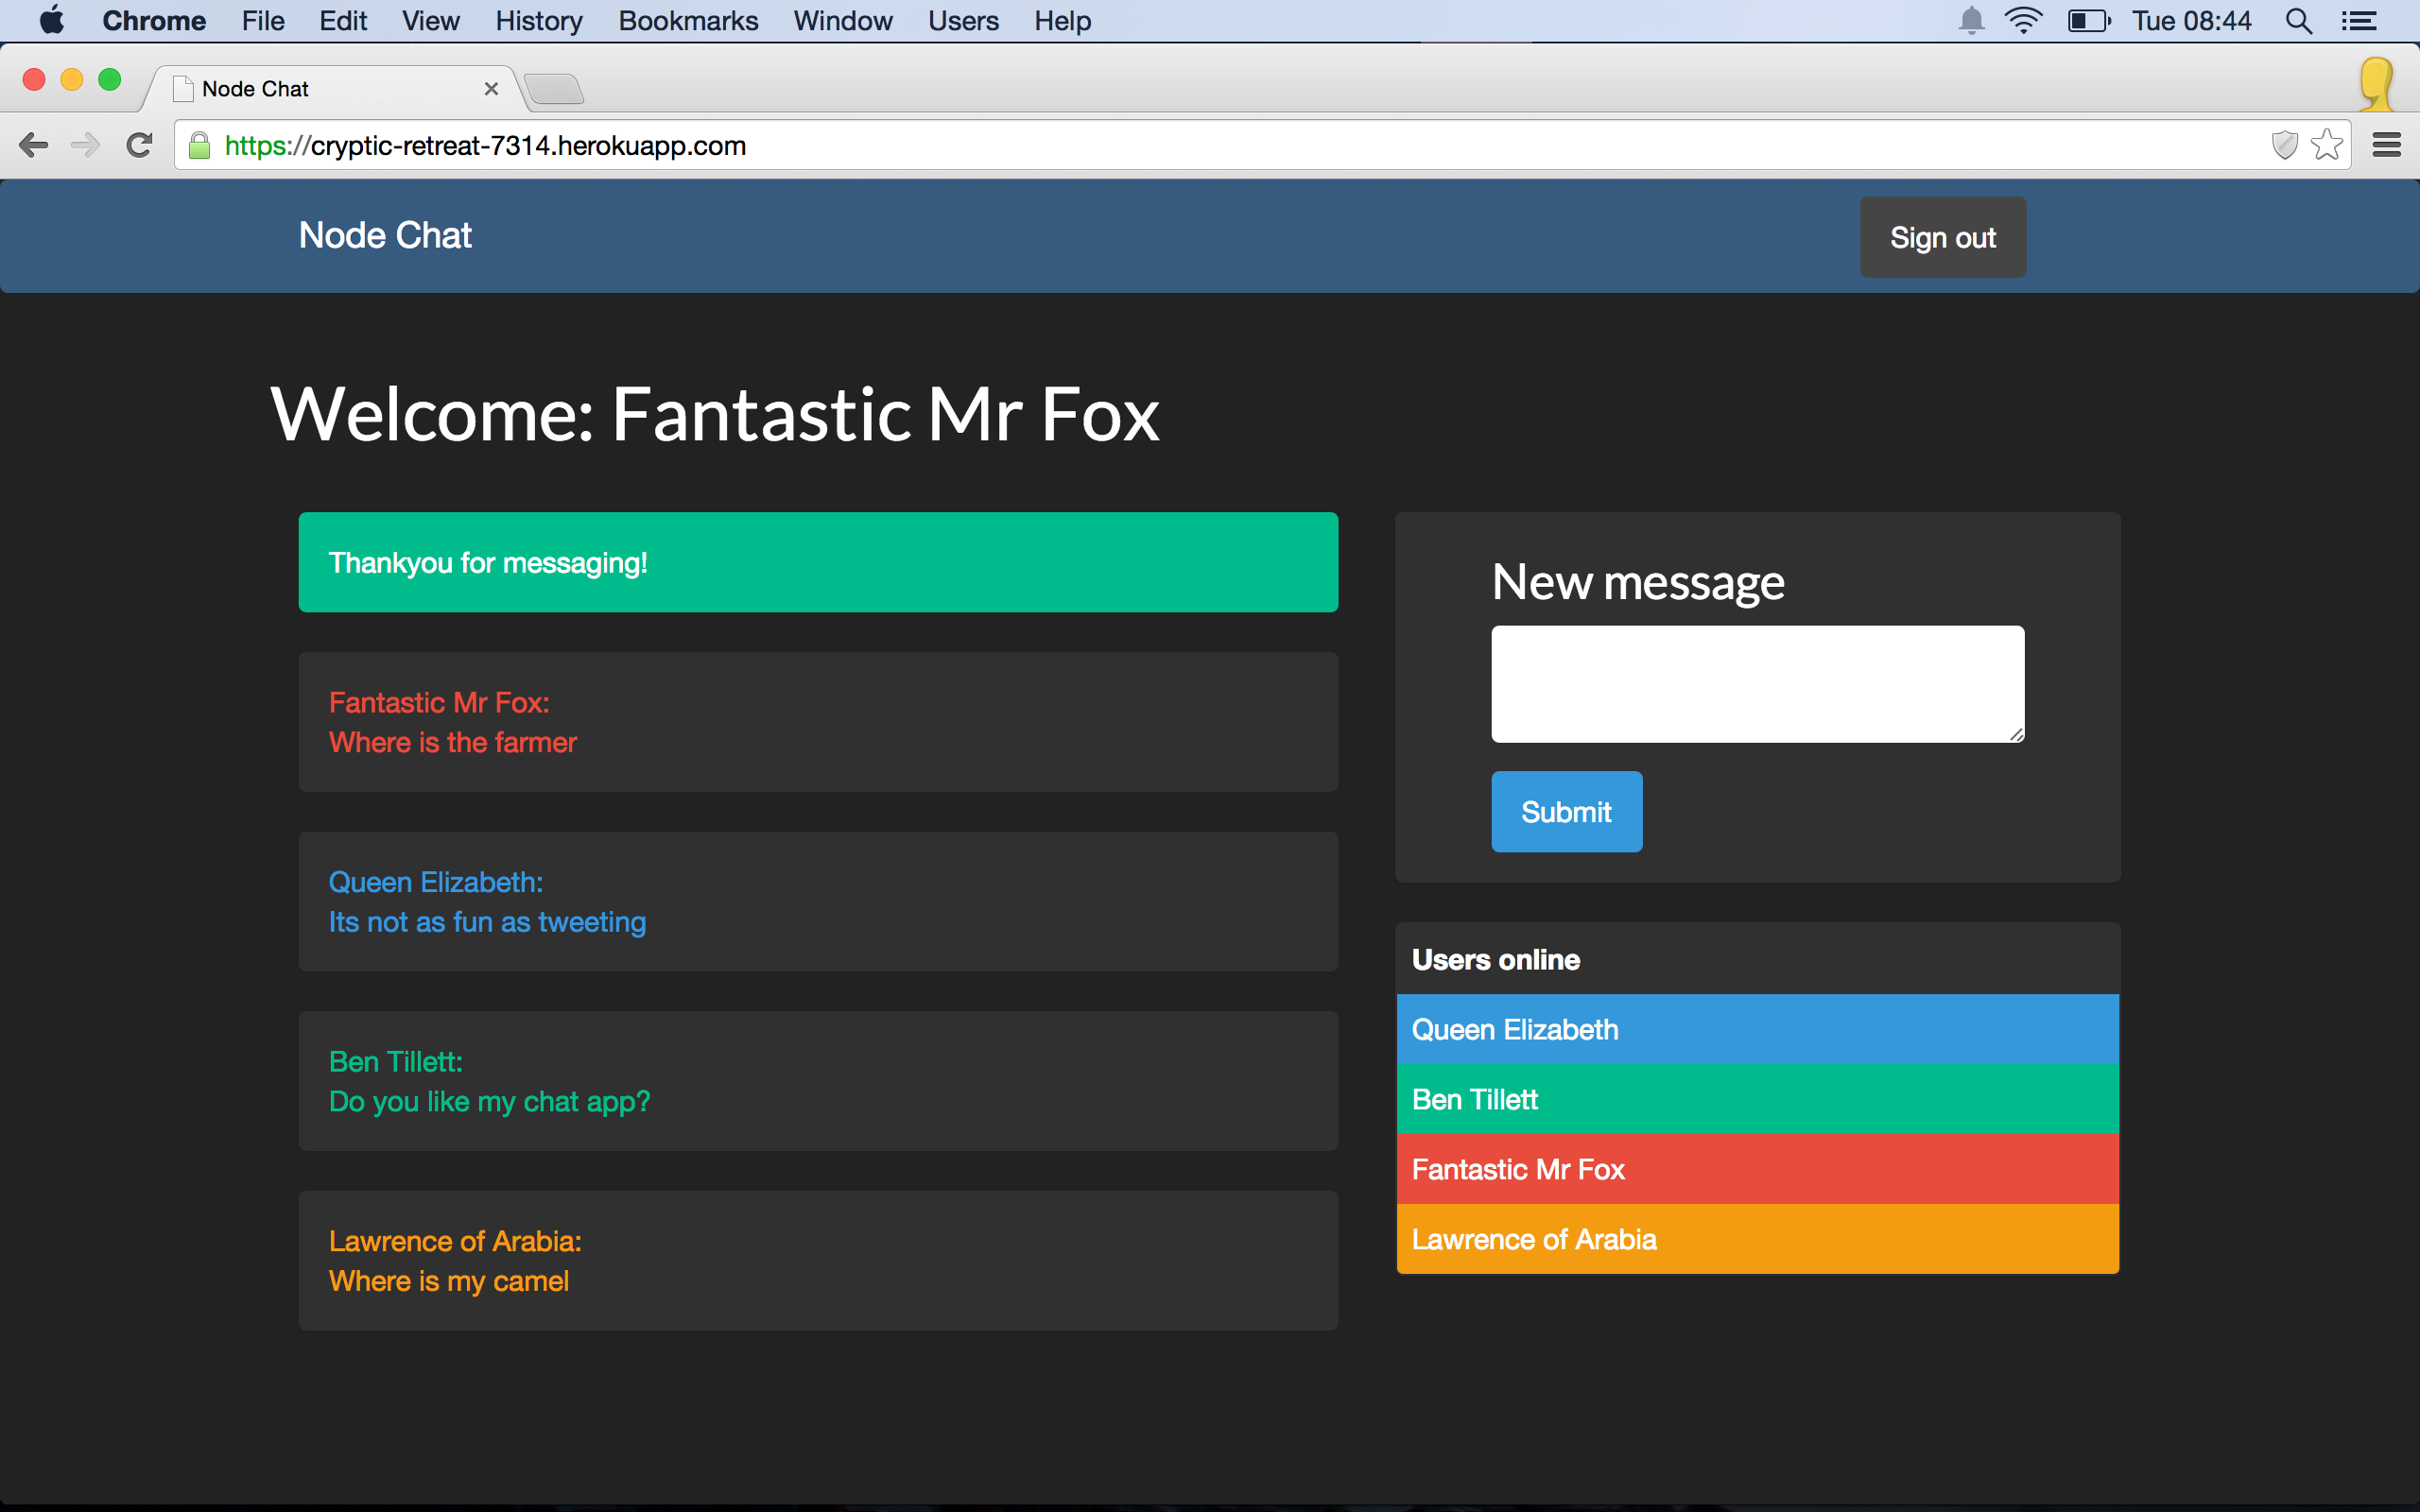 Chrome File Edit View History Bookmarks Window Users Help Tue 08:44
Node Chat
https://cryptic-retreat-7314.herokuapp.com
Node Chat
Sign out
Welcome: Fantastic Mr Fox
Thankyou for messaging!
Fantastic Mr Fox:
Where is the farmer
Queen Elizabeth:
Its not as fun as tweeting
Ben Tillett:
Do you like my chat app?
Lawrence of Arabia:
Where is my camel
New message
Submit
Users online
Queen Elizabeth
Ben Tillett
Fantastic Mr Fox
Lawrence of Arabia